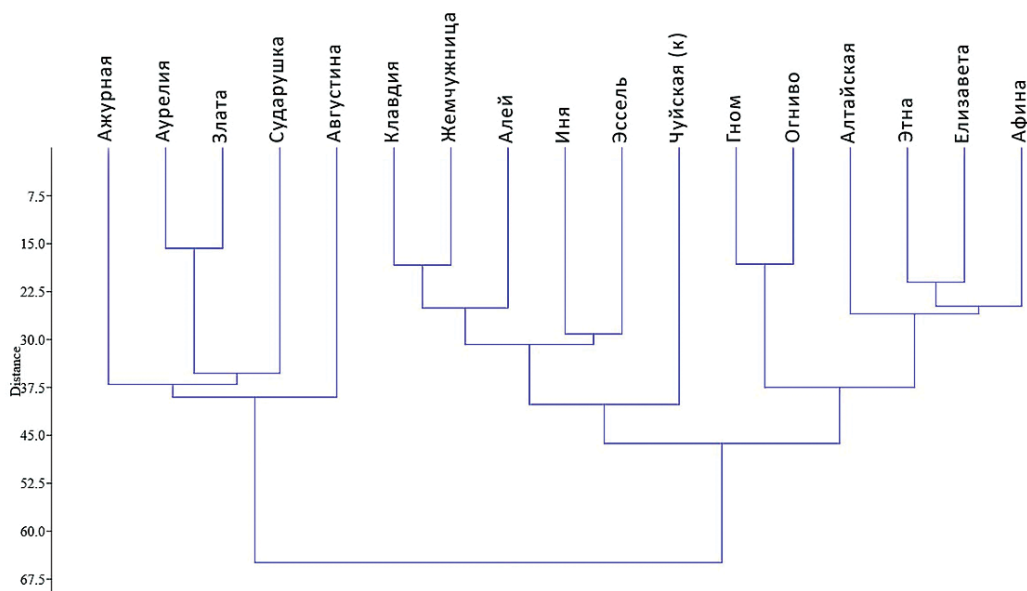 Ажурная
Аурелия
Злата
Сударушка
Августина
Клавдия
Жемчужница
Алей
Иня
Эссель
Чуйская (к)
Гном
Огниво
Алтайская
Этна
Елизавета
Афина
7.5
15.0
22.5
30.0
37.5
45.0
52.5
60.0
67.5
Distance